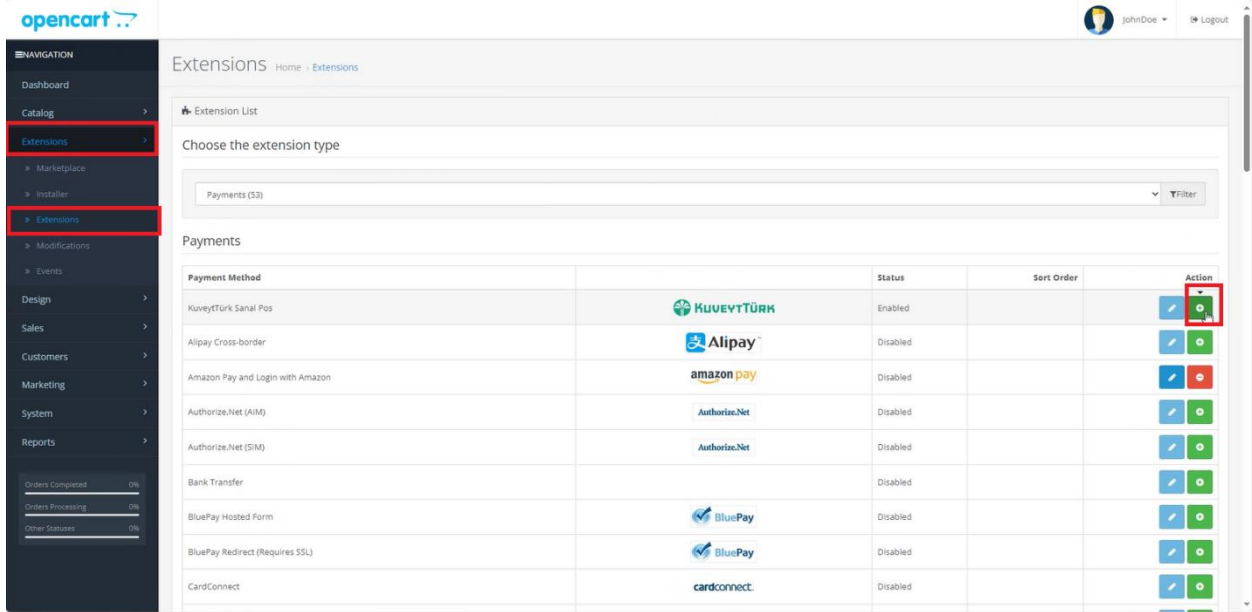 opencart
JohnDoe
Logout
NAVIGATION
Extensions Home › Extensions
Dashboard
Catalog
Extension List
Extensions
Choose the extension type
» Marketplace
» Installer
Payments (53)
Filter
» Extensions
» Modifications
Payments
» Events
Payment Method Status Sort Order Action
Design
KuveytTürk Sanal Pos KUVEYTTÜRK Enabled
Sales
Alipay Cross-border 支 Alipay Disabled
Customers
Amazon Pay and Login with Amazon amazon pay Disabled
Marketing
System
Authorize.Net (AIM) Authorize.Net Disabled
Reports
Authorize.Net (SIM) Authorize.Net Disabled
Orders Completed 0%
Bank Transfer Disabled
Orders Processing 0%
BluePay Hosted Form BluePay Disabled
Other Statuses 0%
BluePay Redirect (Requires SSL) BluePay Disabled
CardConnect cardconnect. Disabled